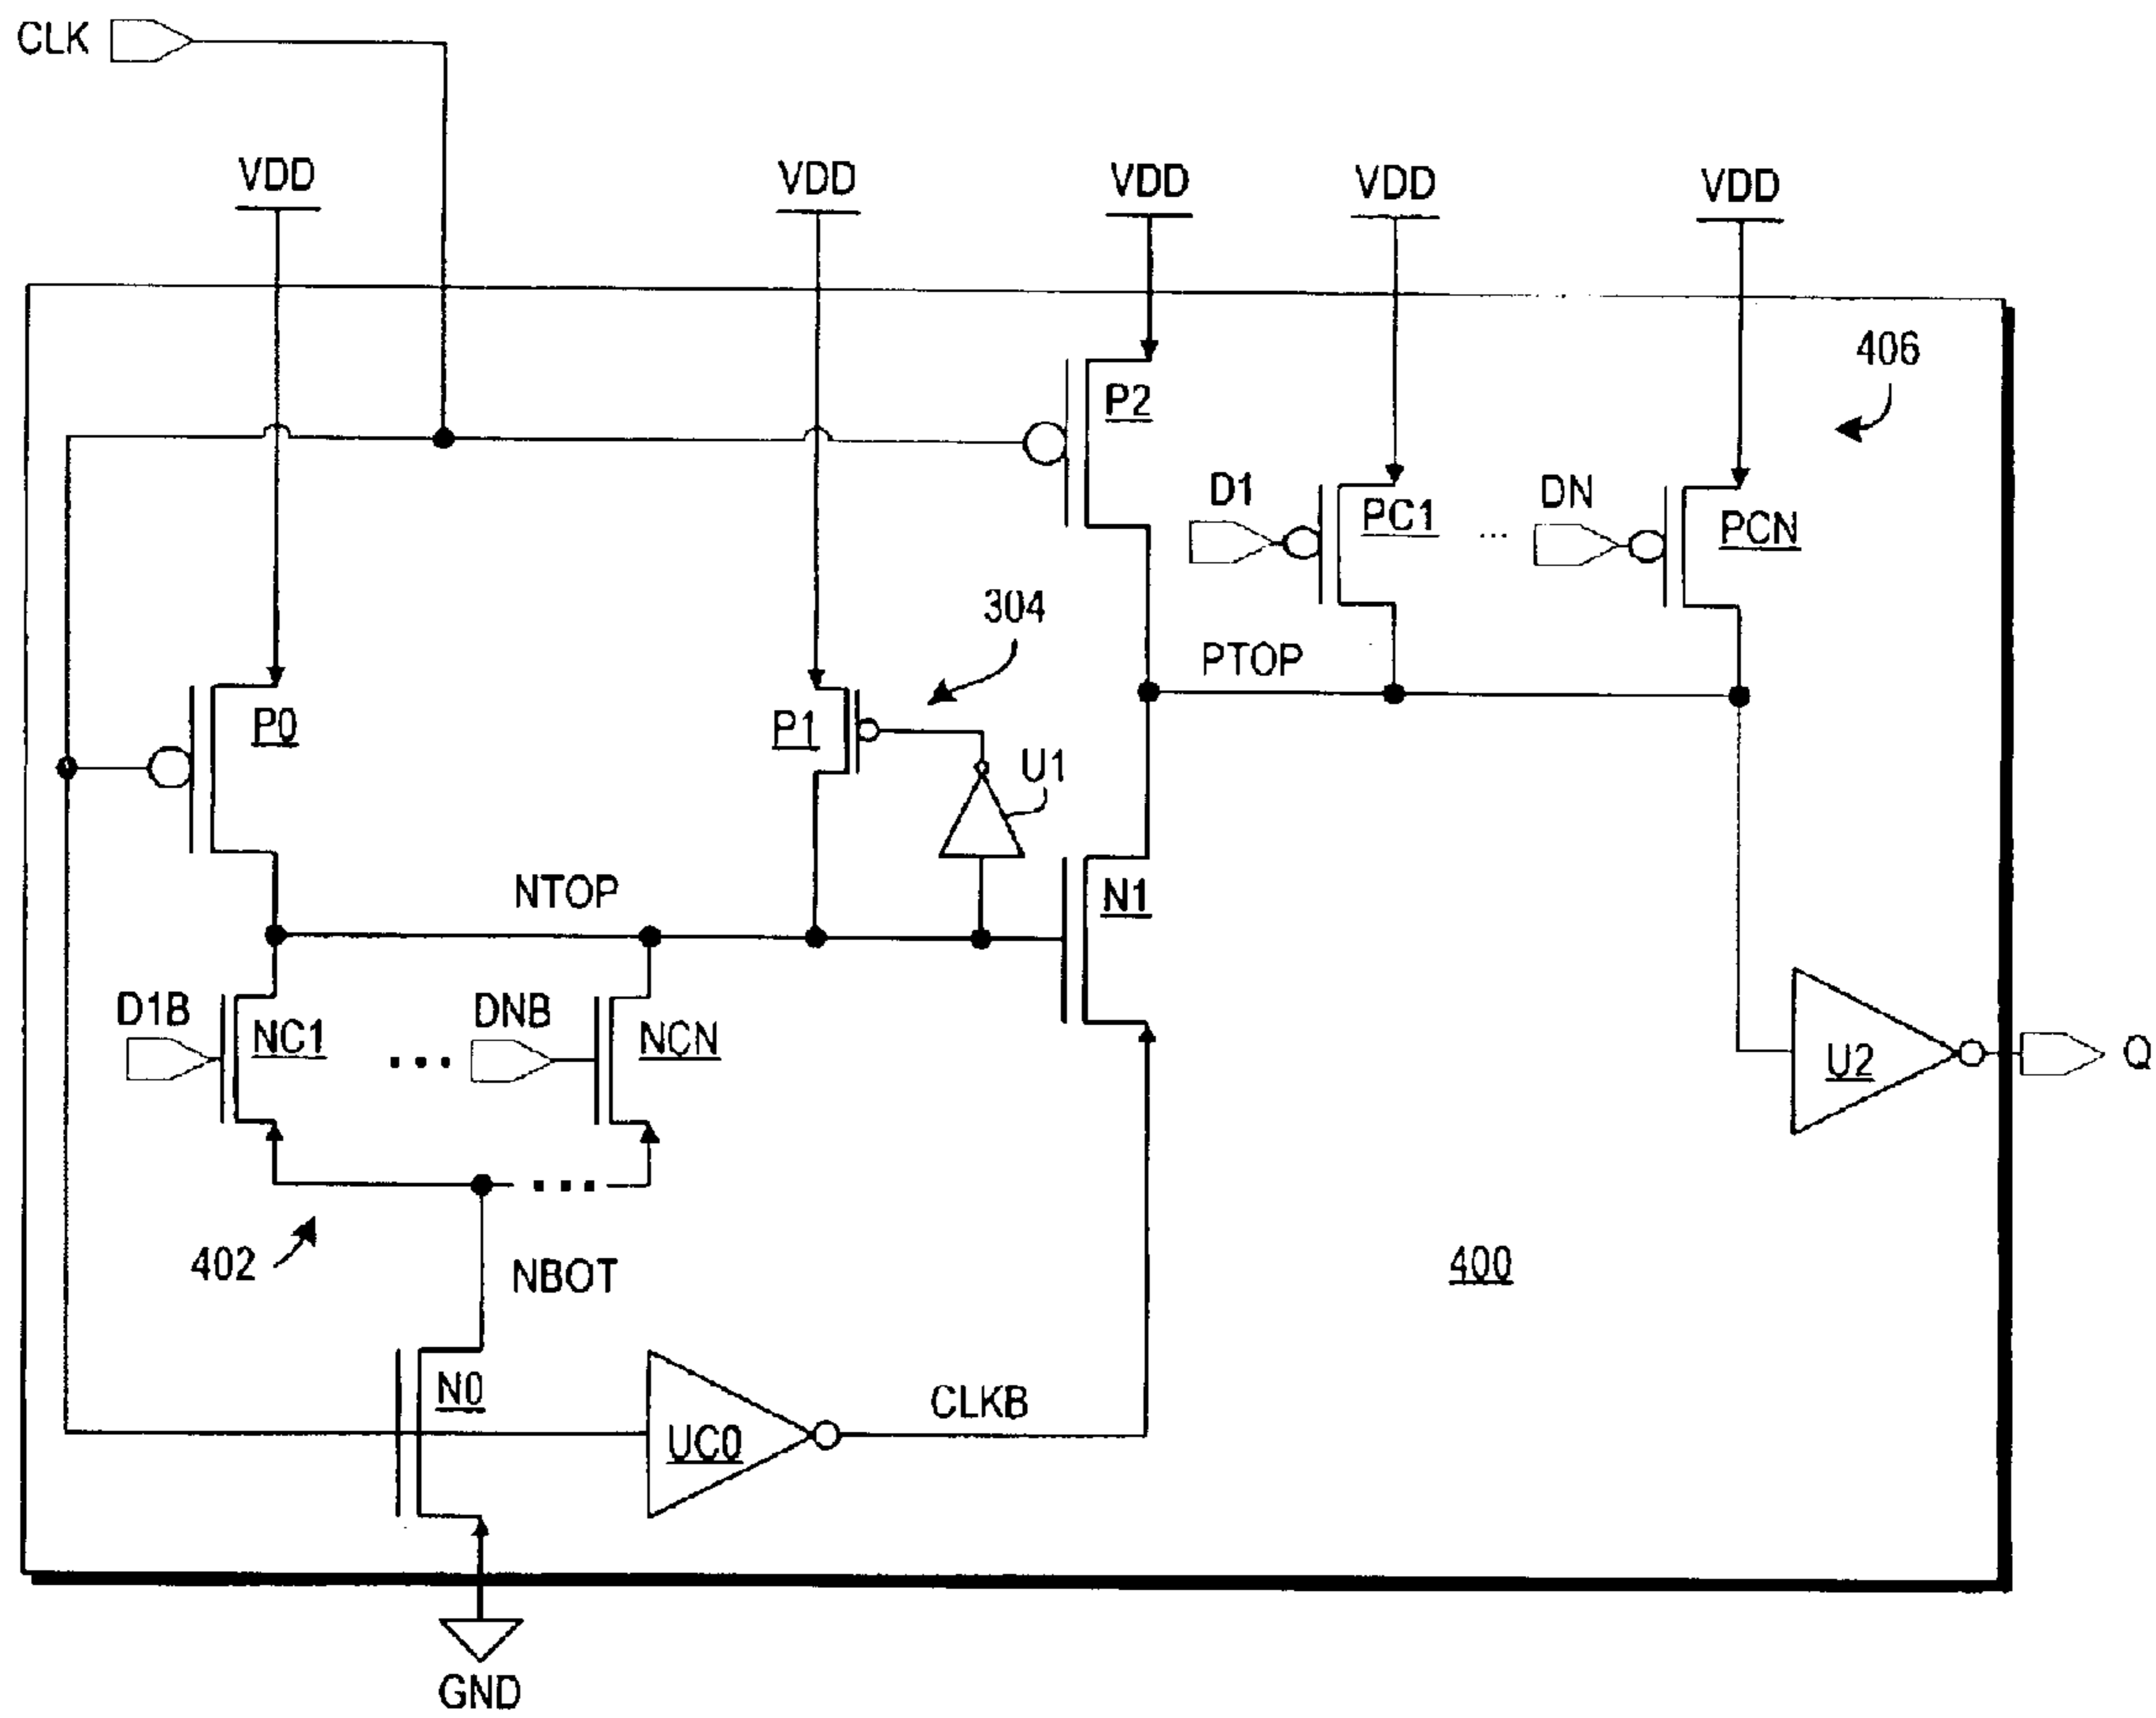 CLK
VDD VDD VDD VDD VDD
406
P2
D1 PC1 ... DN PCN
304
PTOP
P0 P1 U1
NTOP N1
D1B NC1 ... DNB NCN
U2 Q
...
402 NBOT 400
N0 UC0 CLKB
GND